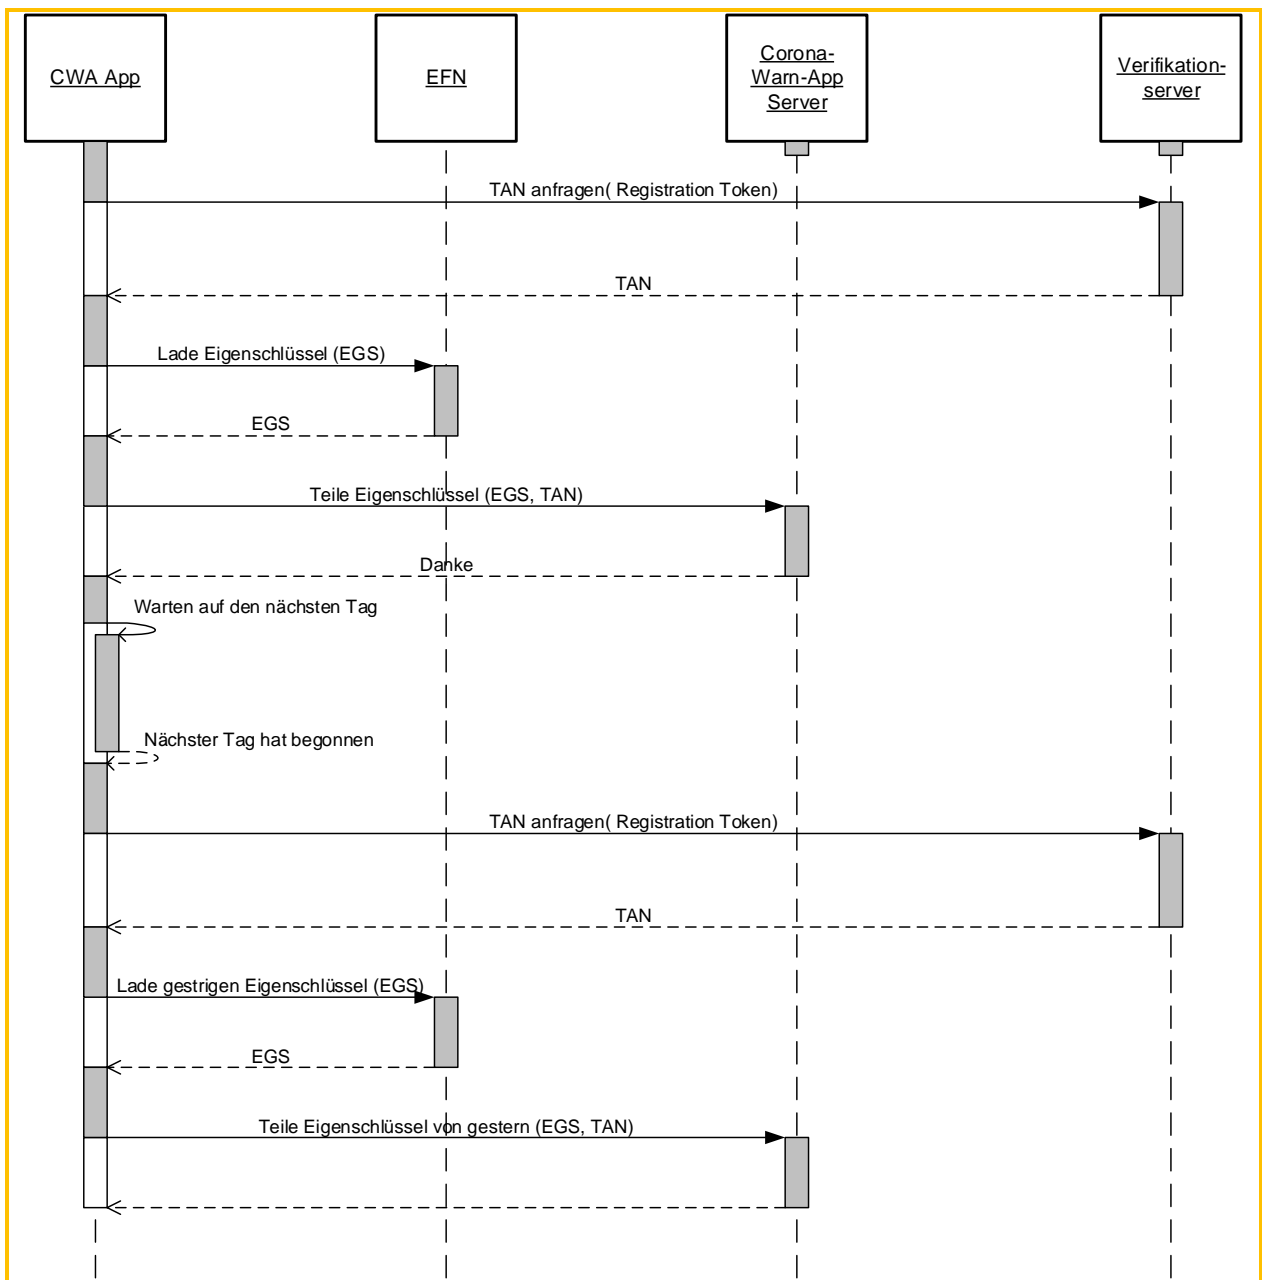 CWA App
EFN
Corona-
Warn-App
Server
Verifikation-
server
TAN anfragen( Registration Token)
TAN
Lade Eigenschlüssel (EGS)
EGS
Teile Eigenschlüssel (EGS, TAN)
Danke
Warten auf den nächsten Tag
Nächster Tag hat begonnen
TAN anfragen( Registration Token)
TAN
Lade gestrigen Eigenschlüssel (EGS)
EGS
Teile Eigenschlüssel von gestern (EGS, TAN)